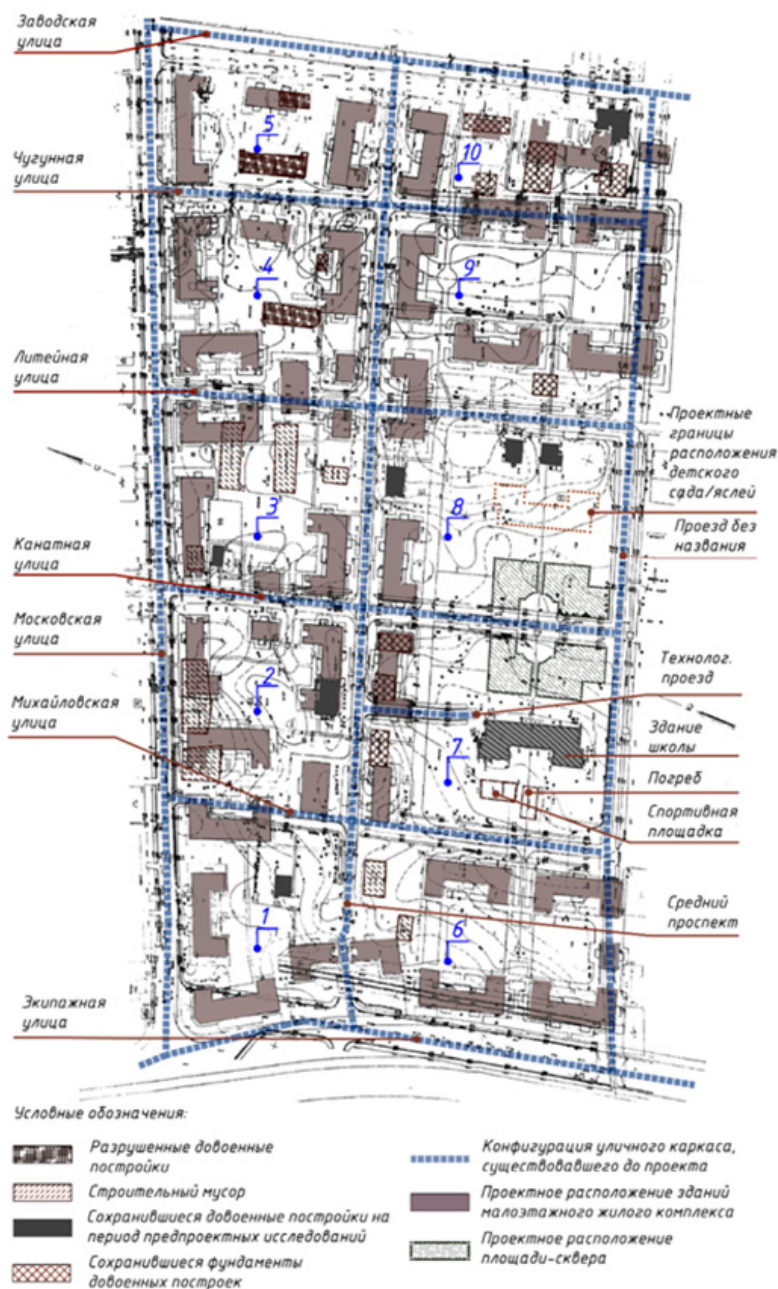 Заводская
улица
5
10
Чугунная
улица
4
9
Литейная
улица
Проектные
границы
расположения
детского
сада/яслей
3
8
Проезд без
названия
Канатная
улица
Московская
улица
Технолог.
проезд
2
Михайловская
улица
Здание
школы
7
Погреб
Спортивная
площадка
Средний
проспект
1
6
Экипажная
улица
Условные обозначения:
Разрушенные довоенные
постройки
Строительный мусор
Сохранившиеся довоенные постройки на
период предпроектных исследований
Сохранившиеся фундаменты
довоенных построек
Конфигурация уличного каркаса,
существовавшего до проекта
Проектное расположение зданий
малоэтажного жилого комплекса
Проектное расположение
площади-сквера